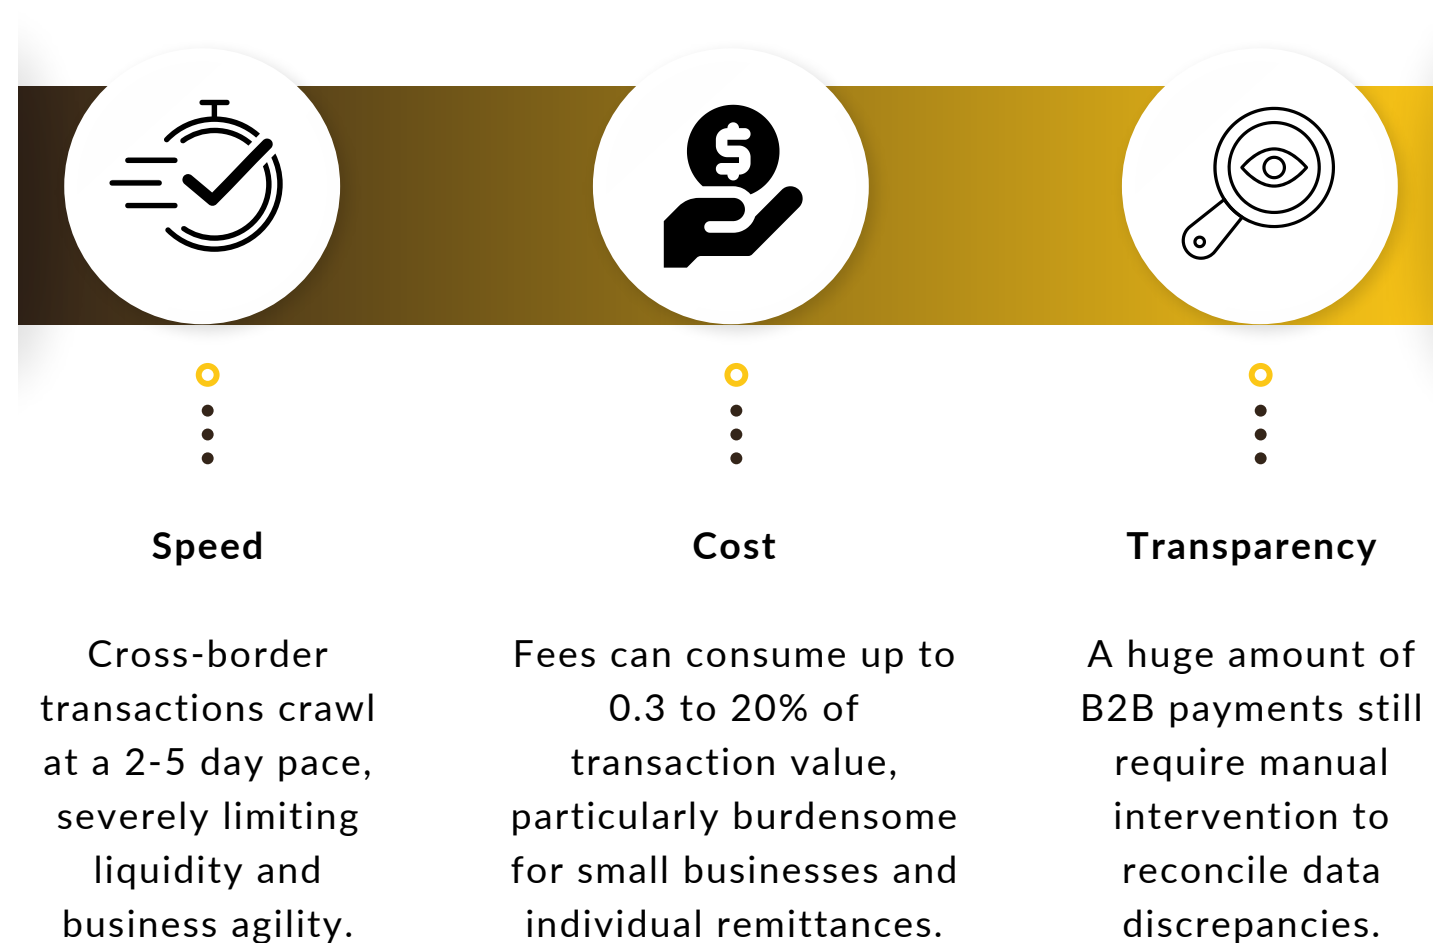 Speed
Cross-border
transactions crawl
at a 2-5 day pace,
severely limiting
liquidity and
business agility.
Cost
Fees can consume up to
0.3 to 20% of
transaction value,
particularly burdensome
for small businesses and
individual remittances.
Transparency
A huge amount of
B2B payments still
require manual
intervention to
reconcile data
discrepancies.